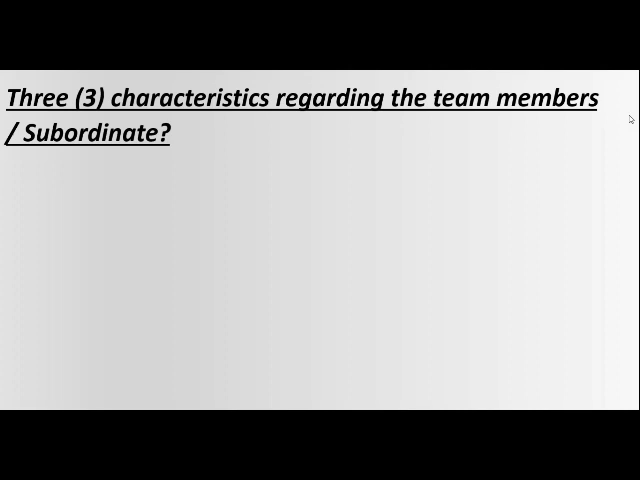 Three (3) characteristics regarding the team members
/ Subordinate?